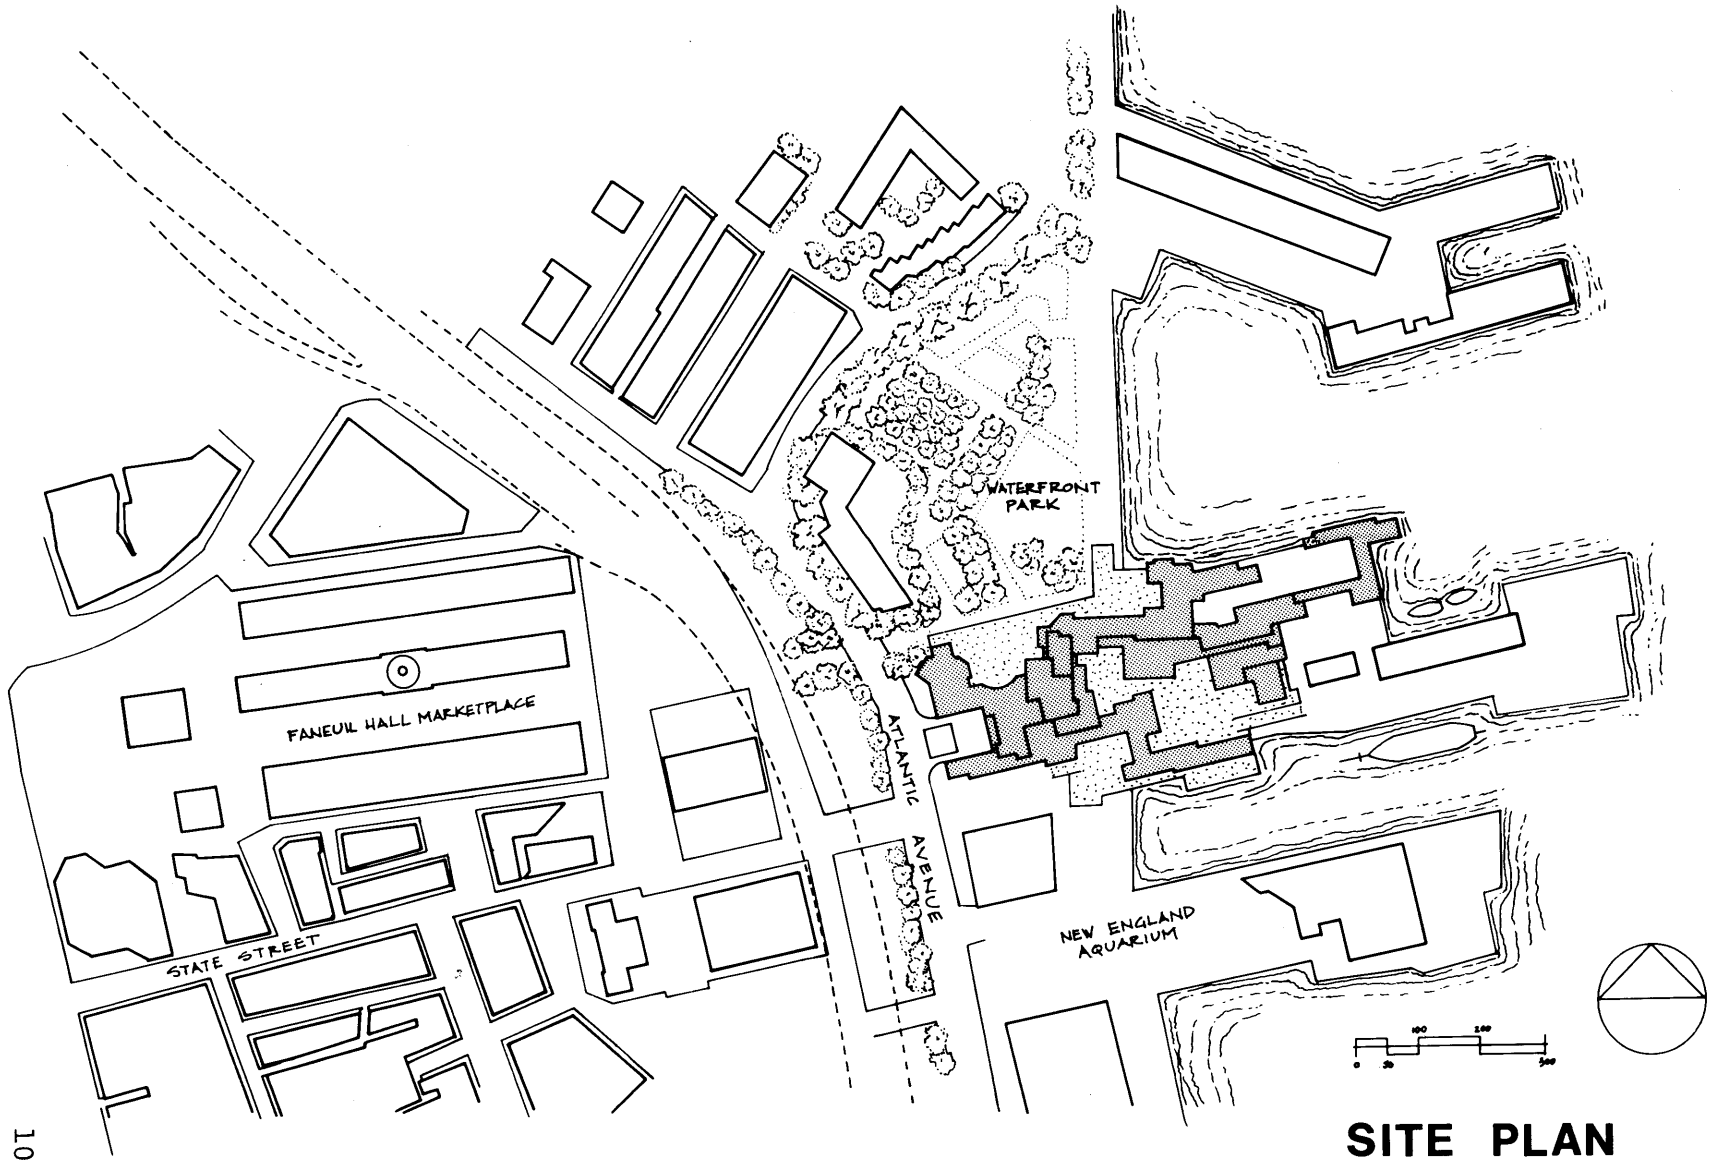 WATERFRONT
PARK
FANEUIL HALL MARKETPLACE
ATLANTIC AVENUE
STATE STREET
NEW ENGLAND
AQUARIUM
100 200
0 50 300
SITE PLAN
10